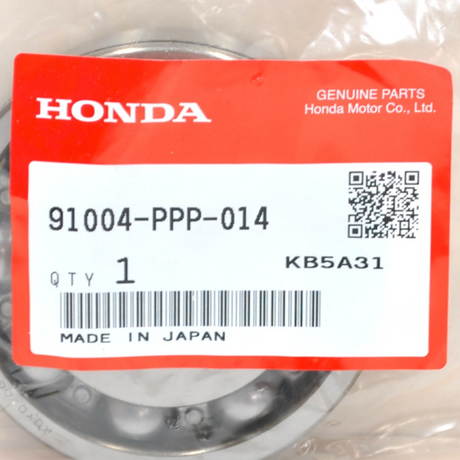 HONDA
GENUINE PARTS
Honda Motor Co., Ltd.
91004-PPP-014
KB5A31
QTY 1
MADE IN JAPAN